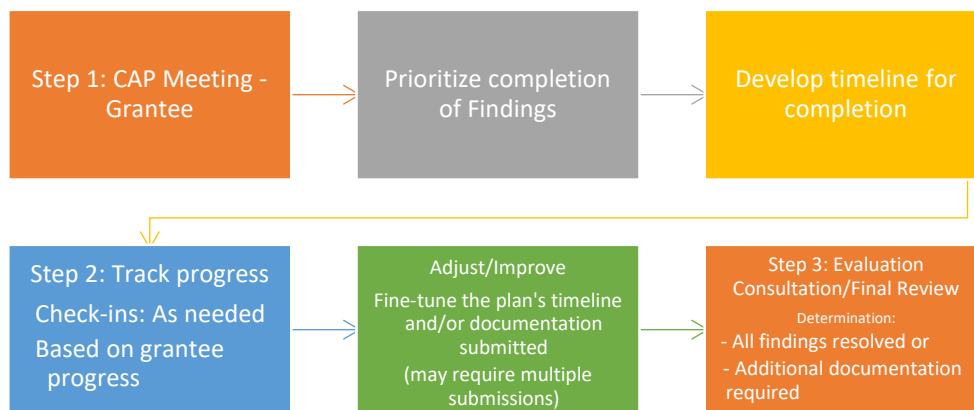 Step 1: CAP Meeting -
Grantee
Prioritize completion
of Findings
Develop timeline for
completion
Step 2: Track progress
Check-ins: As needed
Based on grantee
progress
Adjust/Improve
Fine-tune the plan's timeline
and/or documentation
submitted
(may require multiple
submissions)
Step 3: Evaluation
Consultation/Final Review
Determination:
- All findings resolved or
- Additional documentation
required